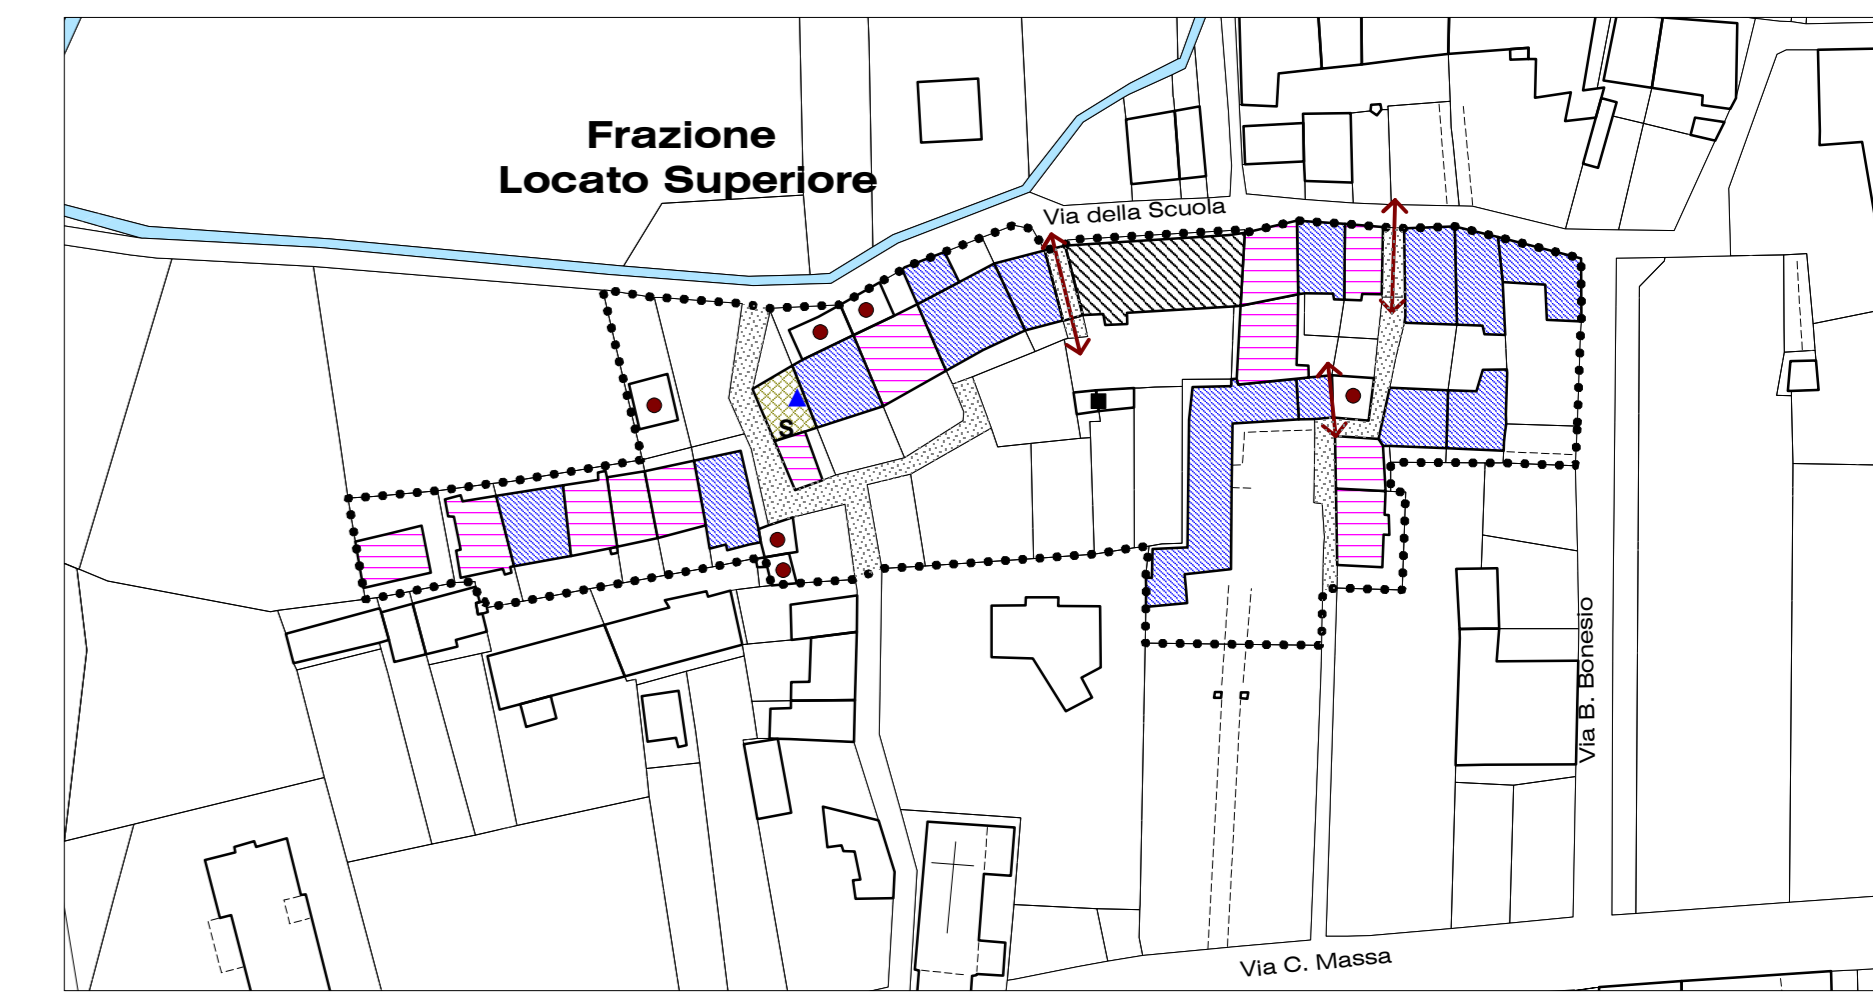 Frazione
Locato Superiore
Via della Scuola
S
Via B. Bonesio
Via C. Massa